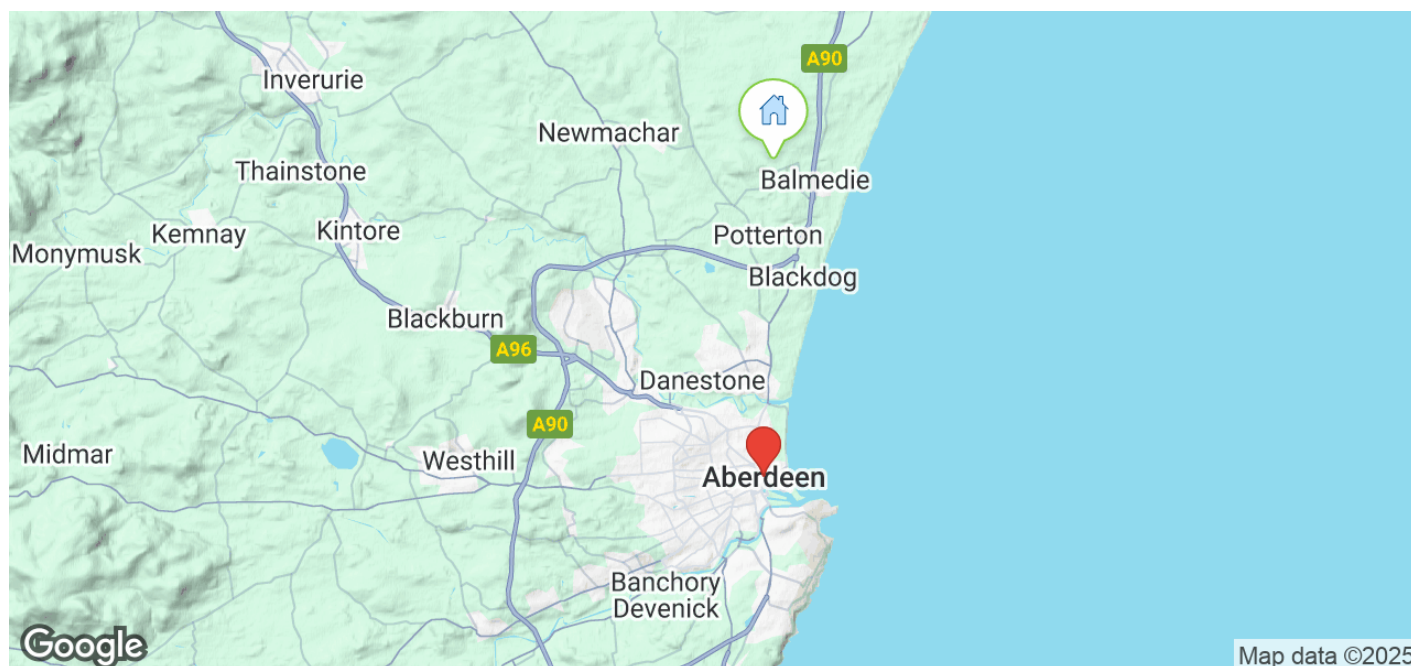 A90
Inverurie
Newmachar
Thainstone
Balmedie
Kemnay
Kintore
Potterton
Monymusk
Blackdog
Blackburn
A96
Danestone
A90
Midmar
Westhill
Aberdeen
Banchory
Devenick
Google
Map data ©2025